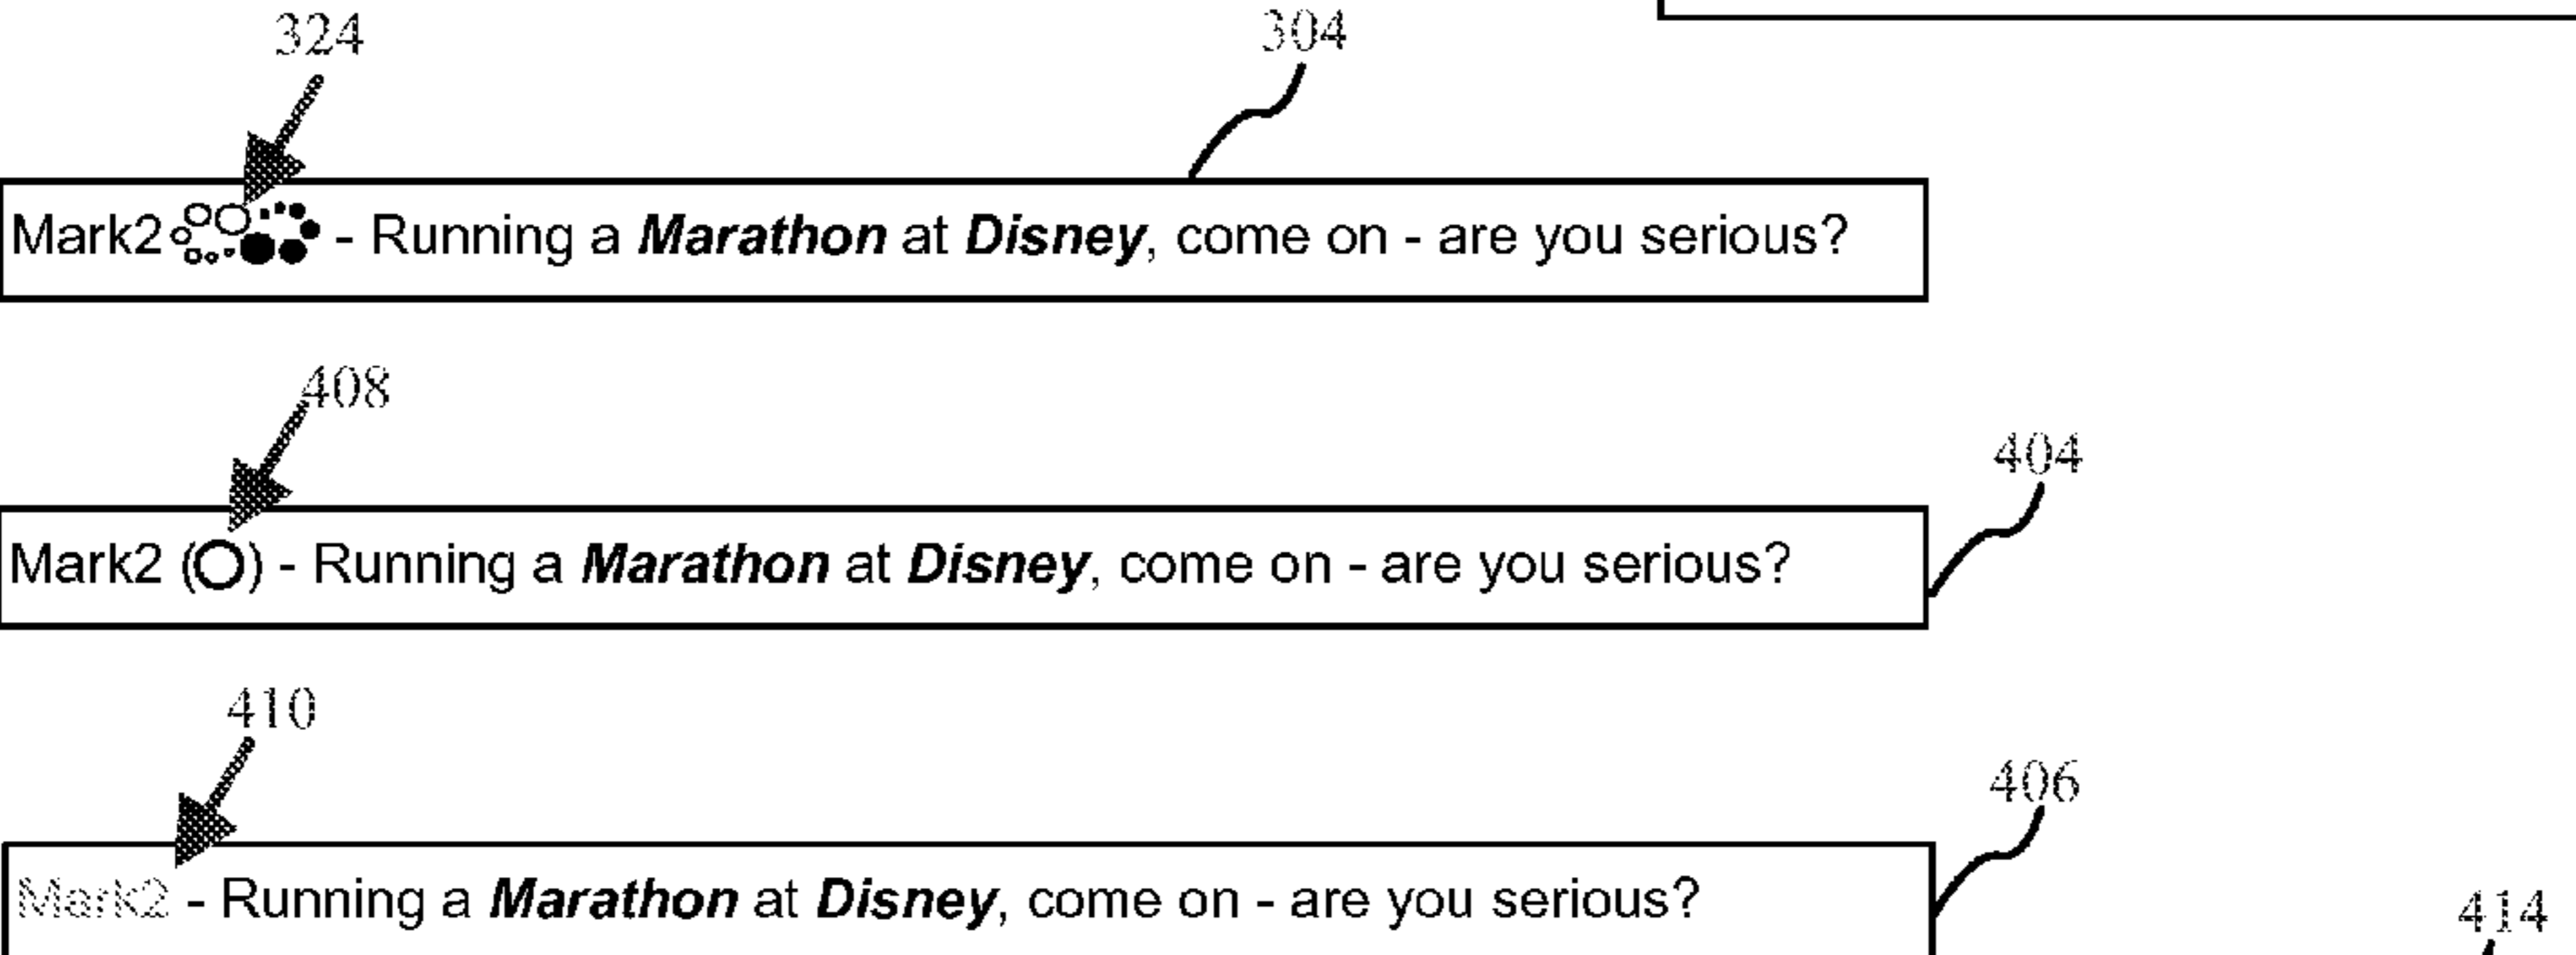 324
304
Mark2 - Running a Marathon at Disney, come on - are you serious?
408
404
Mark2 (O) - Running a Marathon at Disney, come on - are you serious?
410
406
Mark2 - Running a Marathon at Disney, come on - are you serious?
414